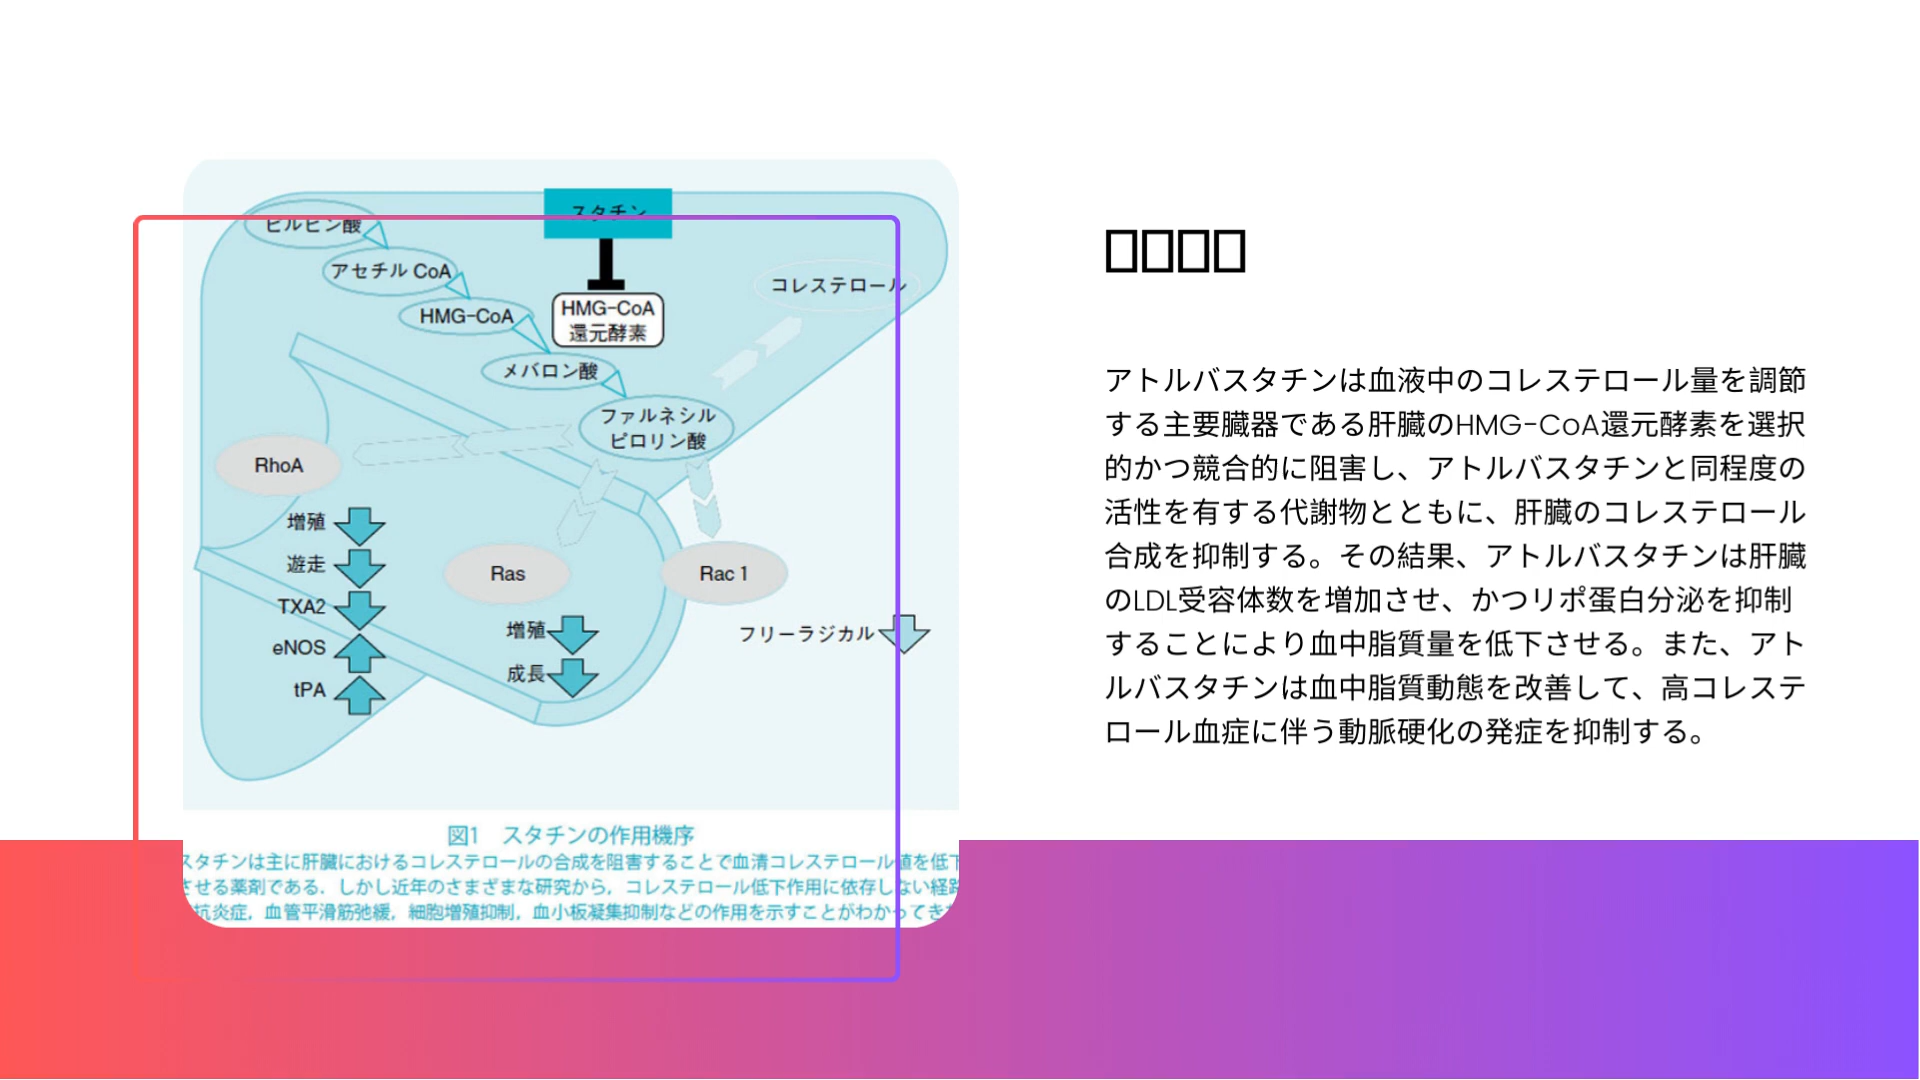 スタチン
ピルビン酸
アセチル CoA
HMG-CoA
HMG-CoA
還元酵素
コレステロール
メバロン酸
ファルネシル
ピロリン酸
RhoA
増殖
遊走
TXA2
eNOS
tPA
Ras
増殖
成長
Rac 1
フリーラジカル
図1 スタチンの作用機序
スタチンは主に肝臓におけるコレステロールの合成を阻害することで血清コレステロール値を低下
させる薬剤である．しかし近年のさまざまな研究から，コレステロール低下作用に依存しない経路
抗炎症，血管平滑筋弛緩，細胞増殖抑制，血小板凝集抑制などの作用を示すことがわかってき
アトルバスタチンは血液中のコレステロール量を調節
する主要臓器である肝臓のHMG-CoA還元酵素を選択
的かつ競合的に阻害し、アトルバスタチンと同程度の
活性を有する代謝物とともに、肝臓のコレステロール
合成を抑制する。その結果、アトルバスタチンは肝臓
のLDL受容体数を増加させ、かつリポ蛋白分泌を抑制
することにより血中脂質量を低下させる。また、アト
ルバスタチンは血中脂質動態を改善して、高コレステ
ロール血症に伴う動脈硬化の発症を抑制する。